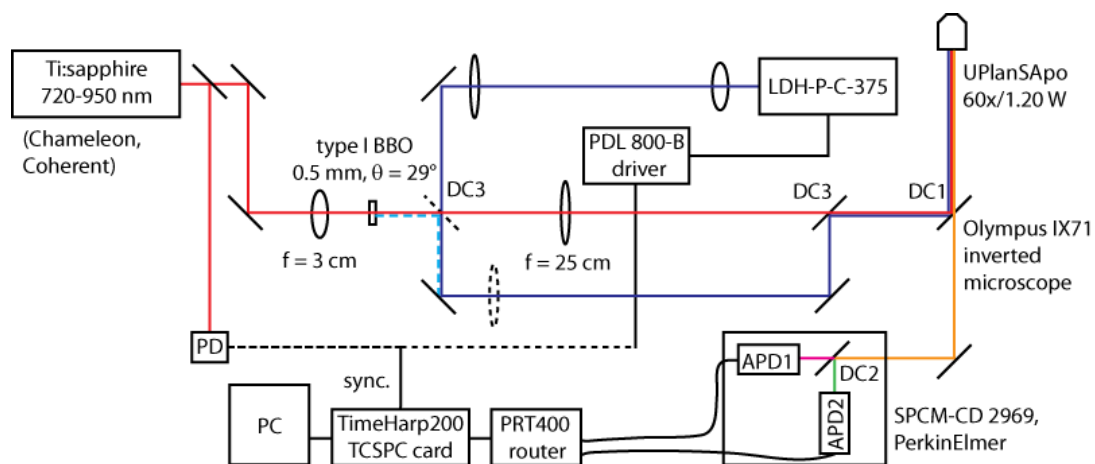 Ti:sapphire
720-950 nm
(Chameleon,
Coherent)
type I BBO
0.5 mm, θ = 29°
f = 3 cm
DC3
PDL 800-B
driver
LDH-P-C-375
f = 25 cm
DC3
DC1
UPlanSApo
60x/1.20 W
Olympus IX71
inverted
microscope
PD
sync.
PC
TimeHarp200
TCSPC card
PRT400
router
APD1
DC2
APD2
SPCM-CD 2969,
PerkinElmer